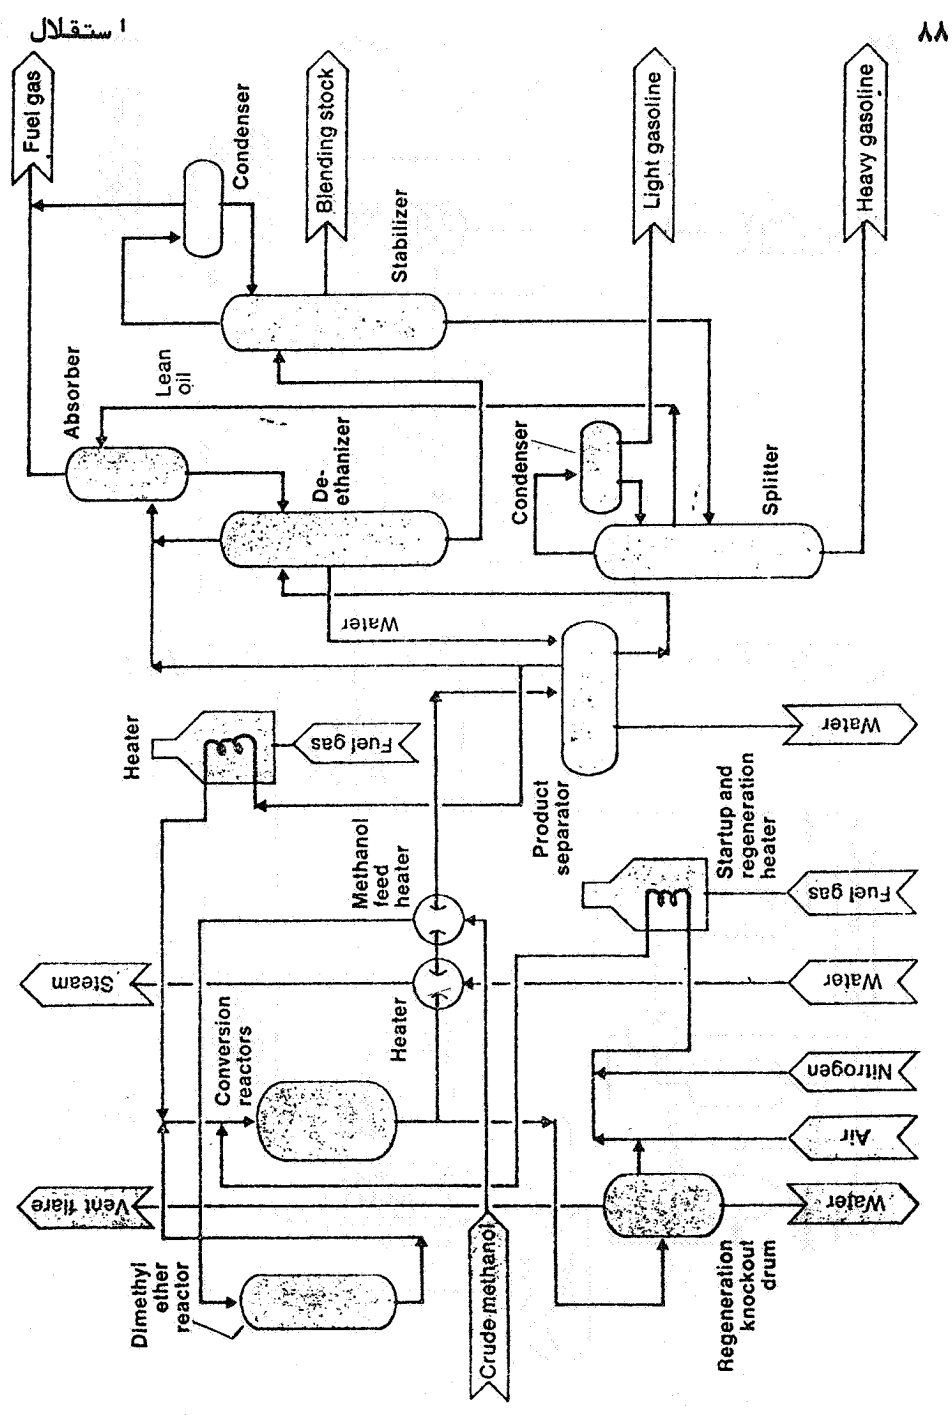 استقلال
٨٨
Fuel gas
Condenser
Blending stock
Stabilizer
Light gasoline
Heavy gasoline
Absorber
Lean
oil
De-
ethanizer
Condenser
Splitter
Water
Heater
Fuel gas
Water
Product
separator
Methanol
feed
heater
Startup and
regeneration
heater
Fuel gas
Steam
Heater
Water
Conversion
reactors
Nitrogen
Air
Vent flare
Water
Dimethyl
ether
reactor
Crude methanol
Regeneration
knockout
drum